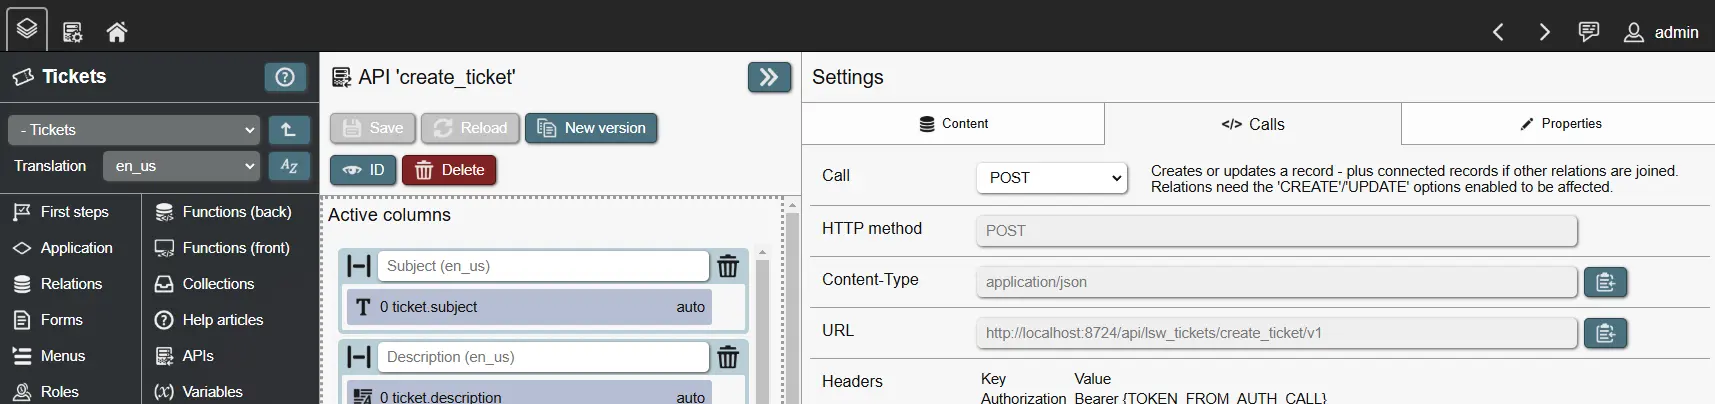 admin
Tickets
- Tickets
Translation
en_us
AZ
First steps
Functions (back)
Application
Functions (front)
Relations
Collections
Forms
Help articles
Menus
APIs
Roles
Variables
API 'create_ticket'
Save
Reload
New version
ID
Delete
Active columns
Subject (en_us)
0 ticket.subject
auto
Description (en_us)
0 ticket.description
auto
Settings
Content
</> Calls
Properties
Call
POST
Creates or updates a record - plus connected records if other relations are joined.
Relations need the 'CREATE'/'UPDATE' options enabled to be affected.
HTTP method
POST
Content-Type
application/json
URL
http://localhost:8724/api/lsw_tickets/create_ticket/v1
Headers
Key Value
Authorization Bearer {TOKEN_FROM_AUTH_CALL}